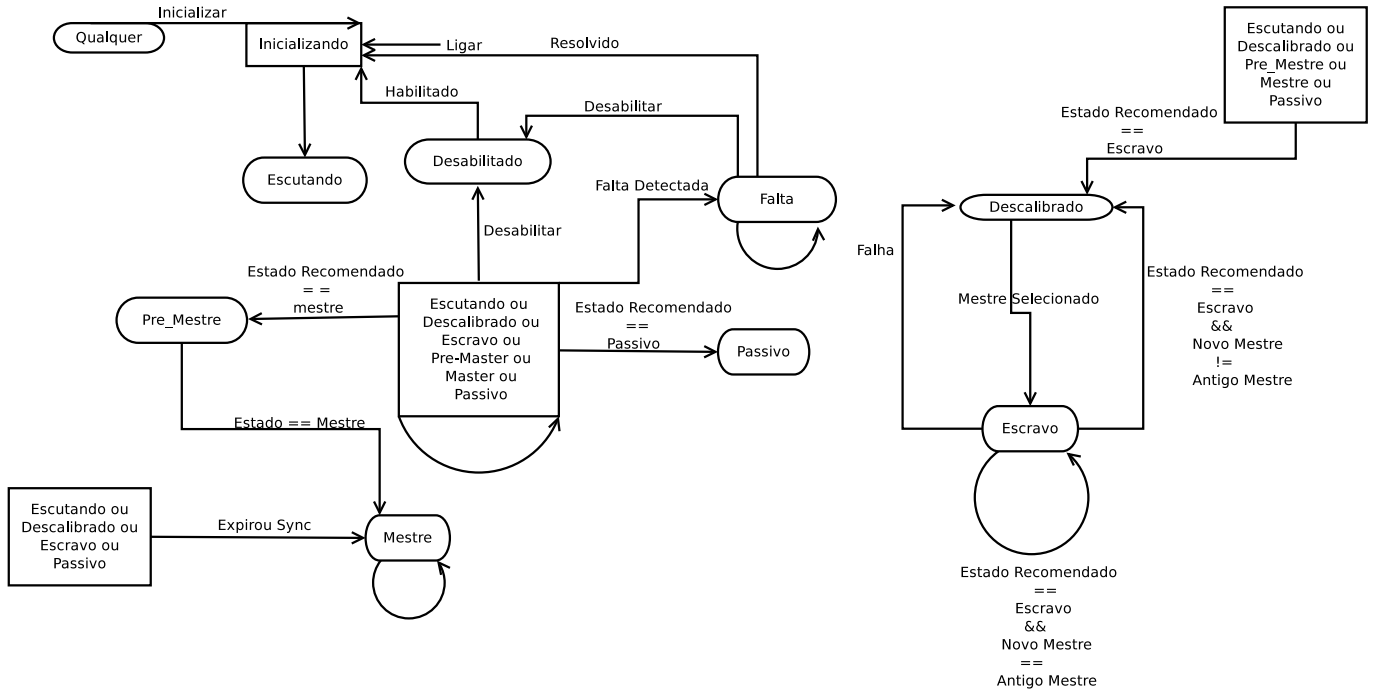 Inicializar
Qualquer
Inicializando
Ligar
Resolvido
Habilitado
Desabilitar
Desabilitado
Escutando
Falta Detectada
Falta
Desabilitar
Estado Recomendado
= =
mestre
Pre_Mestre
Escutando ou
Descalibrado ou
Escravo ou
Pre-Master ou
Master ou
Passivo
Estado Recomendado
==
Passivo
Passivo
Estado == Mestre
Escutando ou
Descalibrado ou
Escravo ou
Passivo
Expirou Sync
Mestre
Escutando ou
Descalibrado ou
Pre_Mestre ou
Mestre ou
Passivo
Estado Recomendado
==
Escravo
Descalibrado
Falha
Mestre Selecionado
Estado Recomendado
==
Escravo
&&
Novo Mestre
!=
Antigo Mestre
Escravo
Estado Recomendado
==
Escravo
&&
Novo Mestre
==
Antigo Mestre